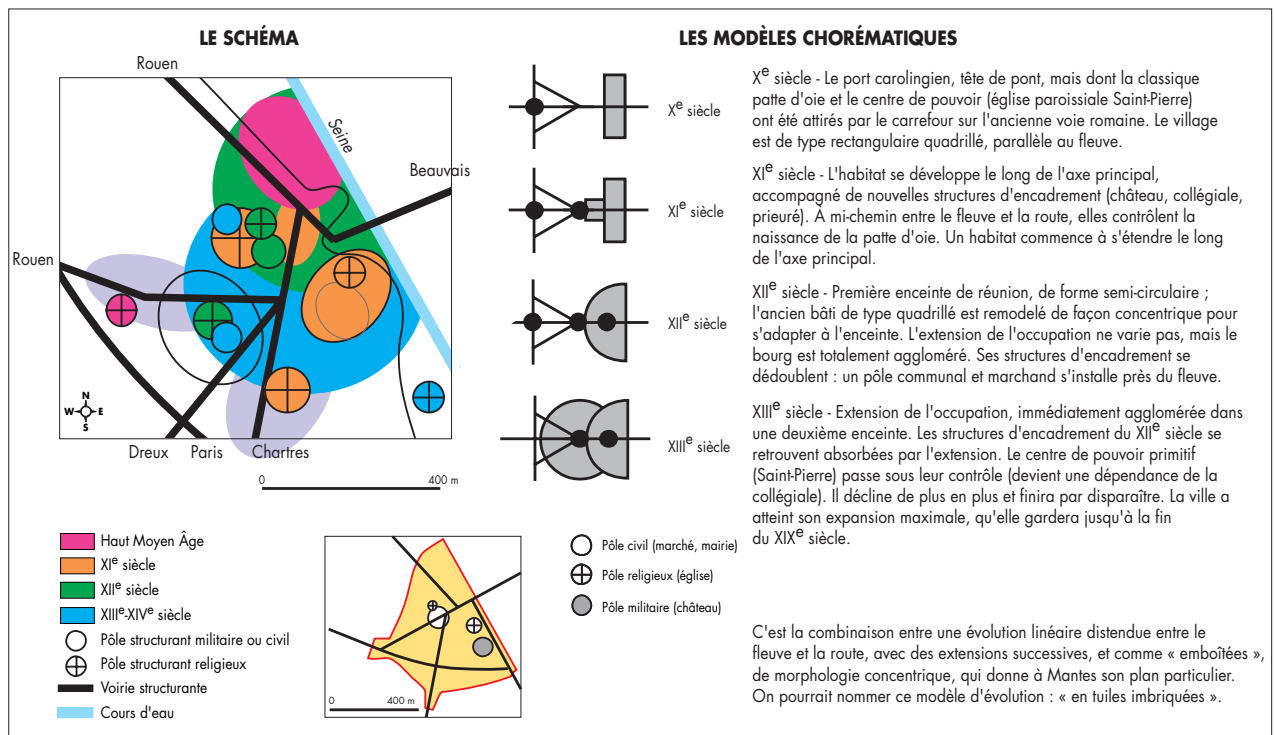 LE SCHÉMA
Rouen
Seine
Beauvais
Rouen
N
W
E
S
Dreux
Paris
Chartres
0
400 m
Haut Moyen Âge
XIe siècle
XIIe siècle
XIIIe-XIVe siècle
Pôle structurant militaire ou civil
Pôle structurant religieux
Voirie structurante
Cours d'eau
0
400 m
Pôle civil (marché, mairie)
Pôle religieux (église)
Pôle militaire (château)
LES MODÈLES CHORÉMATIQUES
Xe siècle
Xe siècle - Le port carolingien, tête de pont, mais dont la classique
patte d'oie et le centre de pouvoir (église paroissiale Saint-Pierre)
ont été attirés par le carrefour sur l'ancienne voie romaine. Le village
est de type rectangulaire quadrillé, parallèle au fleuve.
XIe siècle
XIe siècle - L'habitat se développe le long de l'axe principal,
accompagné de nouvelles structures d'encadrement (château, collégiale,
prieuré). À mi-chemin entre le fleuve et la route, elles contrôlent la
naissance de la patte d'oie. Un habitat commence à s'étendre le long
de l'axe principal.
XIIe siècle
XIIe siècle - Première enceinte de réunion, de forme semi-circulaire ;
l'ancien bâti de type quadrillé est remodelé de façon concentrique pour
s'adapter à l'enceinte. L'extension de l'occupation ne varie pas, mais le
bourg est totalement aggloméré. Ses structures d'encadrement se
dédoublent : un pôle communal et marchand s'installe près du fleuve.
XIIIe siècle
XIIIe siècle - Extension de l'occupation, immédiatement agglomérée dans
une deuxième enceinte. Les structures d'encadrement du XIIe siècle se
retrouvent absorbées par l'extension. Le centre de pouvoir primitif
(Saint-Pierre) passe sous leur contrôle (devient une dépendance de la
collégiale). Il décline de plus en plus et finira par disparaître. La ville a
atteint son expansion maximale, qu'elle gardera jusqu'à la fin
du XIXe siècle.
C'est la combinaison entre une évolution linéaire distendue entre le
fleuve et la route, avec des extensions successives, et comme « emboîtées »,
de morphologie concentrique, qui donne à Mantes son plan particulier.
On pourrait nommer ce modèle d'évolution : « en tuiles imbriquées ».